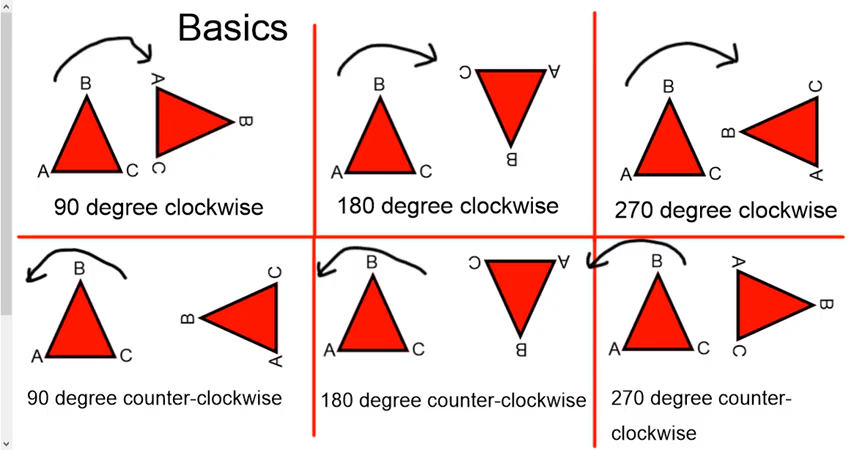 Basics
B
A
C
A
B
C
90 degree clockwise
B
A
C
C
A
B
180 degree clockwise
B
A
C
C
B
A
270 degree clockwise
B
A
C
C
B
A
90 degree counter-clockwise
B
A
C
C
A
B
180 degree counter-clockwise
B
A
C
A
B
C
270 degree counter-
clockwise